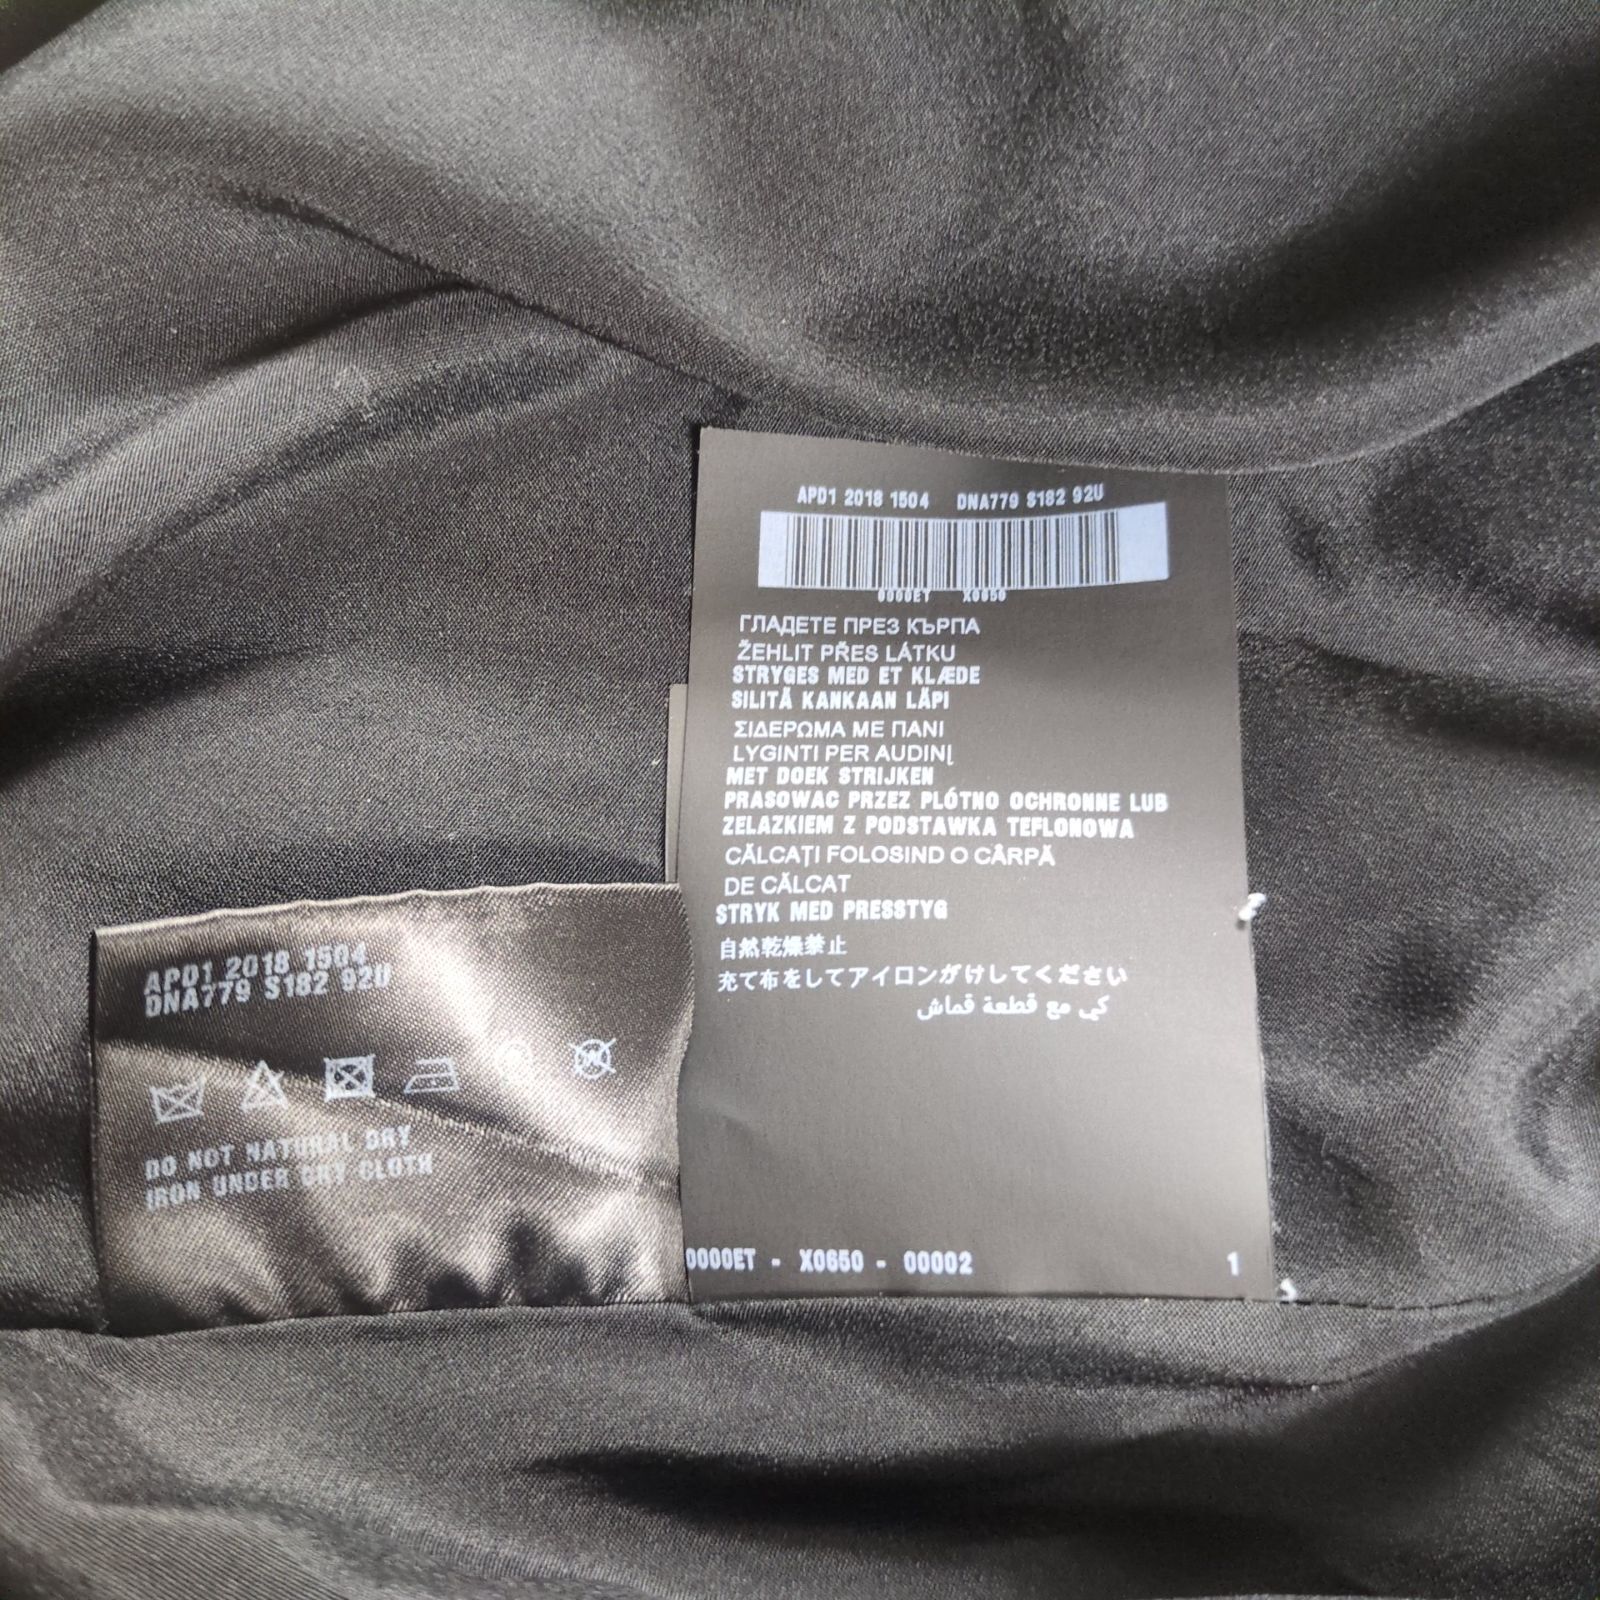 APD1 2018 1504 DNA779 S182 92U
0000ET X0650
ГЛАДЕТЕ ПРЕЗ КЪРПА
ŽEHLIT PŘES LÁTKU
STRYGES MED ET KLÆDE
SILITÄ KANKAAN LÄPI
ΣΙΔΕΡΩΜΑ ΜΕ ΠΑΝΙ
LYGINTI PER AUDINĮ
MET DOEK STRIJKEN
PRASOWAC PRZEZ PLÓTNO OCHRONNE LUB
ZELAZKIEM Z PODSTAWKA TEFLONOWA
CĂLCAŢI FOLOSIND O CÂRPĂ
DE CĂLCAT
STRYK MED PRESSTYG
自然乾燥禁止
充て布をしてアイロンがけしてください
كي مع قطعة قماش
0000ET - X0650 - 00002 1
APD1 2018 1504
DNA779 S182 92U
DO NOT NATURAL DRY
IRON UNDER DRY CLOTH